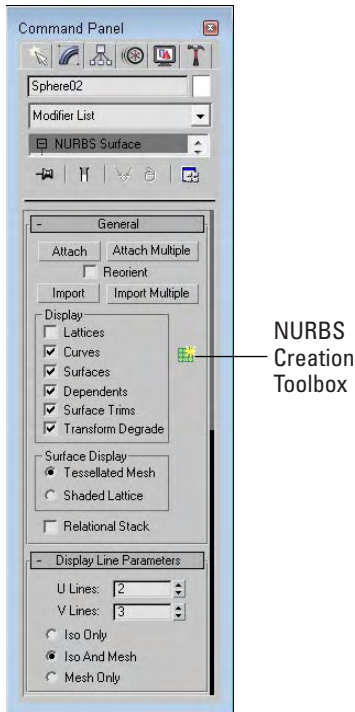 Command Panel
Sphere02
Modifier List
NURBS Surface
- General
Attach Attach Multiple
Reorient
Import Import Multiple
Display
Lattices
Curves
Surfaces
Dependents
Surface Trims
Transform Degrade
NURBS
Creation
Toolbox
Surface Display
Tessellated Mesh
Shaded Lattice
Relational Stack
- Display Line Parameters
U Lines: 2
V Lines: 3
Iso Only
Iso And Mesh
Mesh Only